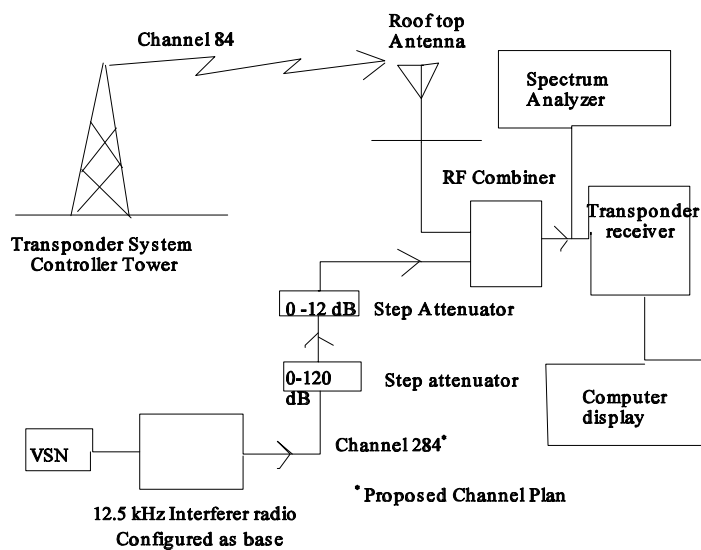 Channel 84
Roof top
Antenna
Spectrum
Analyzer
RF Combiner
Transponder
receiver
Transponder System
Controller Tower
0 -12 dB
Step Attenuator
0-120
dB
Step attenuator
Computer
display
VSN
Channel 284*
* Proposed Channel Plan
12.5 kHz Interferer radio
Configured as base